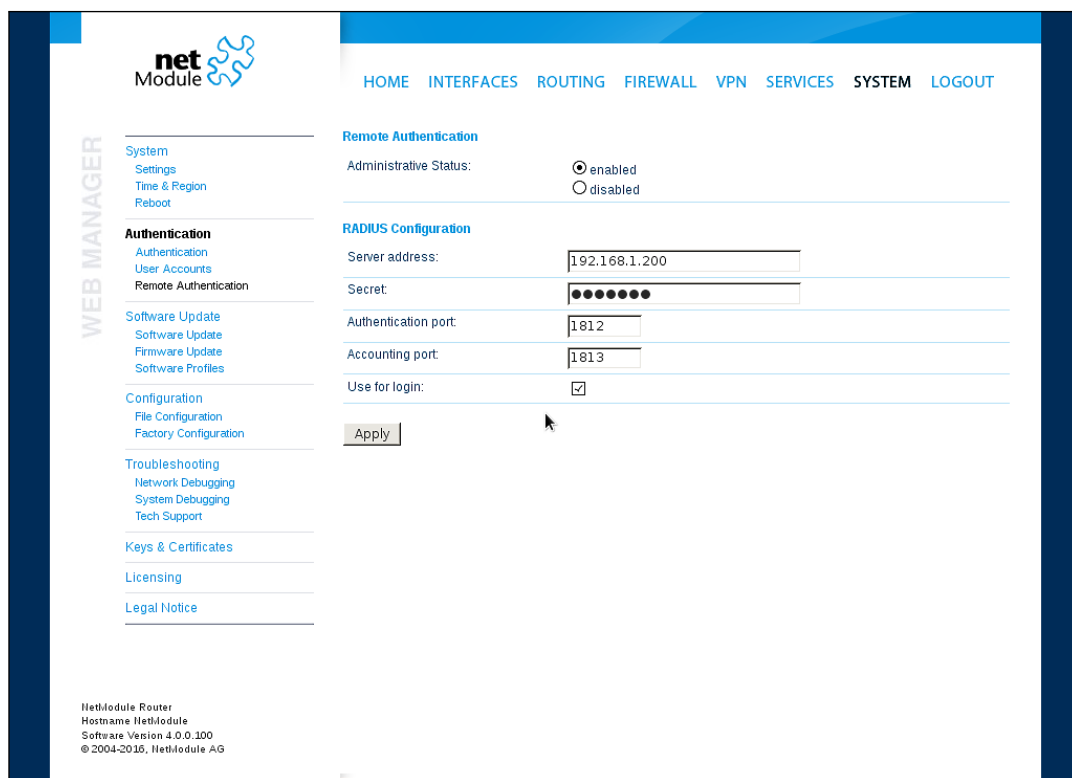 net
Module
HOME INTERFACES ROUTING FIREWALL VPN SERVICES SYSTEM LOGOUT
WEB MANAGER
System
Settings
Time & Region
Reboot
Authentication
Authentication
User Accounts
Remote Authentication
Software Update
Software Update
Firmware Update
Software Profiles
Configuration
File Configuration
Factory Configuration
Troubleshooting
Network Debugging
System Debugging
Tech Support
Keys & Certificates
Licensing
Legal Notice
Remote Authentication
Administrative Status:
enabled
disabled
RADIUS Configuration
Server address: 192.168.1.200
Secret: ●●●●●●●
Authentication port: 1812
Accounting port: 1813
Use for login:
Apply
NetModule Router
Hostname NetModule
Software Version 4.0.0.100
© 2004-2016, NetModule AG